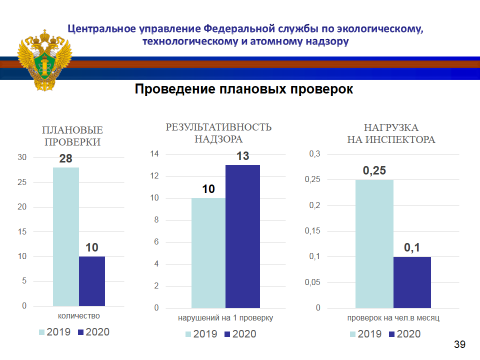 Центральное управление Федеральной службы по экологическому,
технологическому и атомному надзору
Проведение плановых проверок
ПЛАНОВЫЕ
ПРОВЕРКИ
30
25
20
15
10
5
0
28
10
количество
2019 2020
РЕЗУЛЬТАТИВНОСТЬ
НАДЗОРА
14
12
10
8
6
4
2
0
10
13
нарушений на 1 проверку
2019 2020
НАГРУЗКА
НА ИНСПЕКТОРА
0,3
0,25
0,2
0,15
0,1
0,05
0
0,25
0,1
проверок на чел.в месяц
2019 2020
39